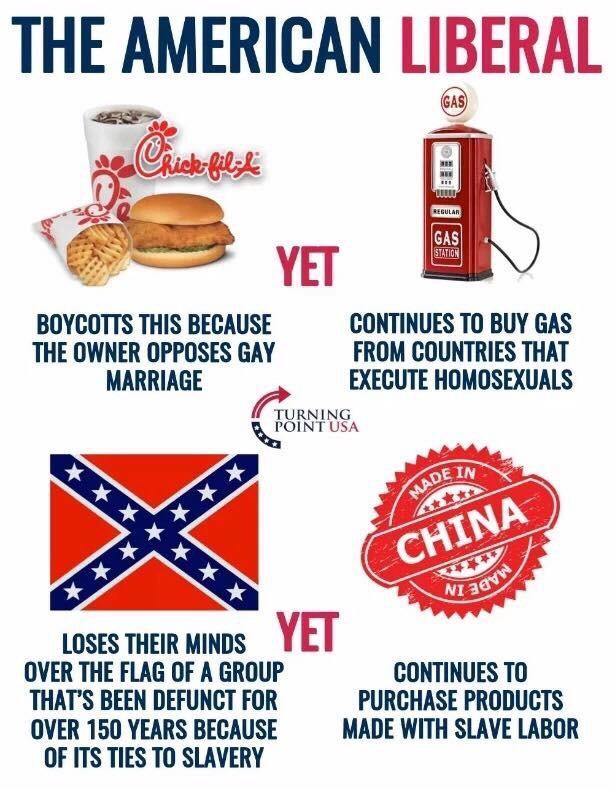 THE AMERICAN LIBERAL
Chick-fil-A
GAS
REGULAR
GAS
STATION
YET
BOYCOTTS THIS BECAUSE
THE OWNER OPPOSES GAY
MARRIAGE
CONTINUES TO BUY GAS
FROM COUNTRIES THAT
EXECUTE HOMOSEXUALS
TURNING
POINT USA
MADE IN
CHINA
MADE IN
YET
LOSES THEIR MINDS
OVER THE FLAG OF A GROUP
THAT'S BEEN DEFUNCT FOR
OVER 150 YEARS BECAUSE
OF ITS TIES TO SLAVERY
CONTINUES TO
PURCHASE PRODUCTS
MADE WITH SLAVE LABOR